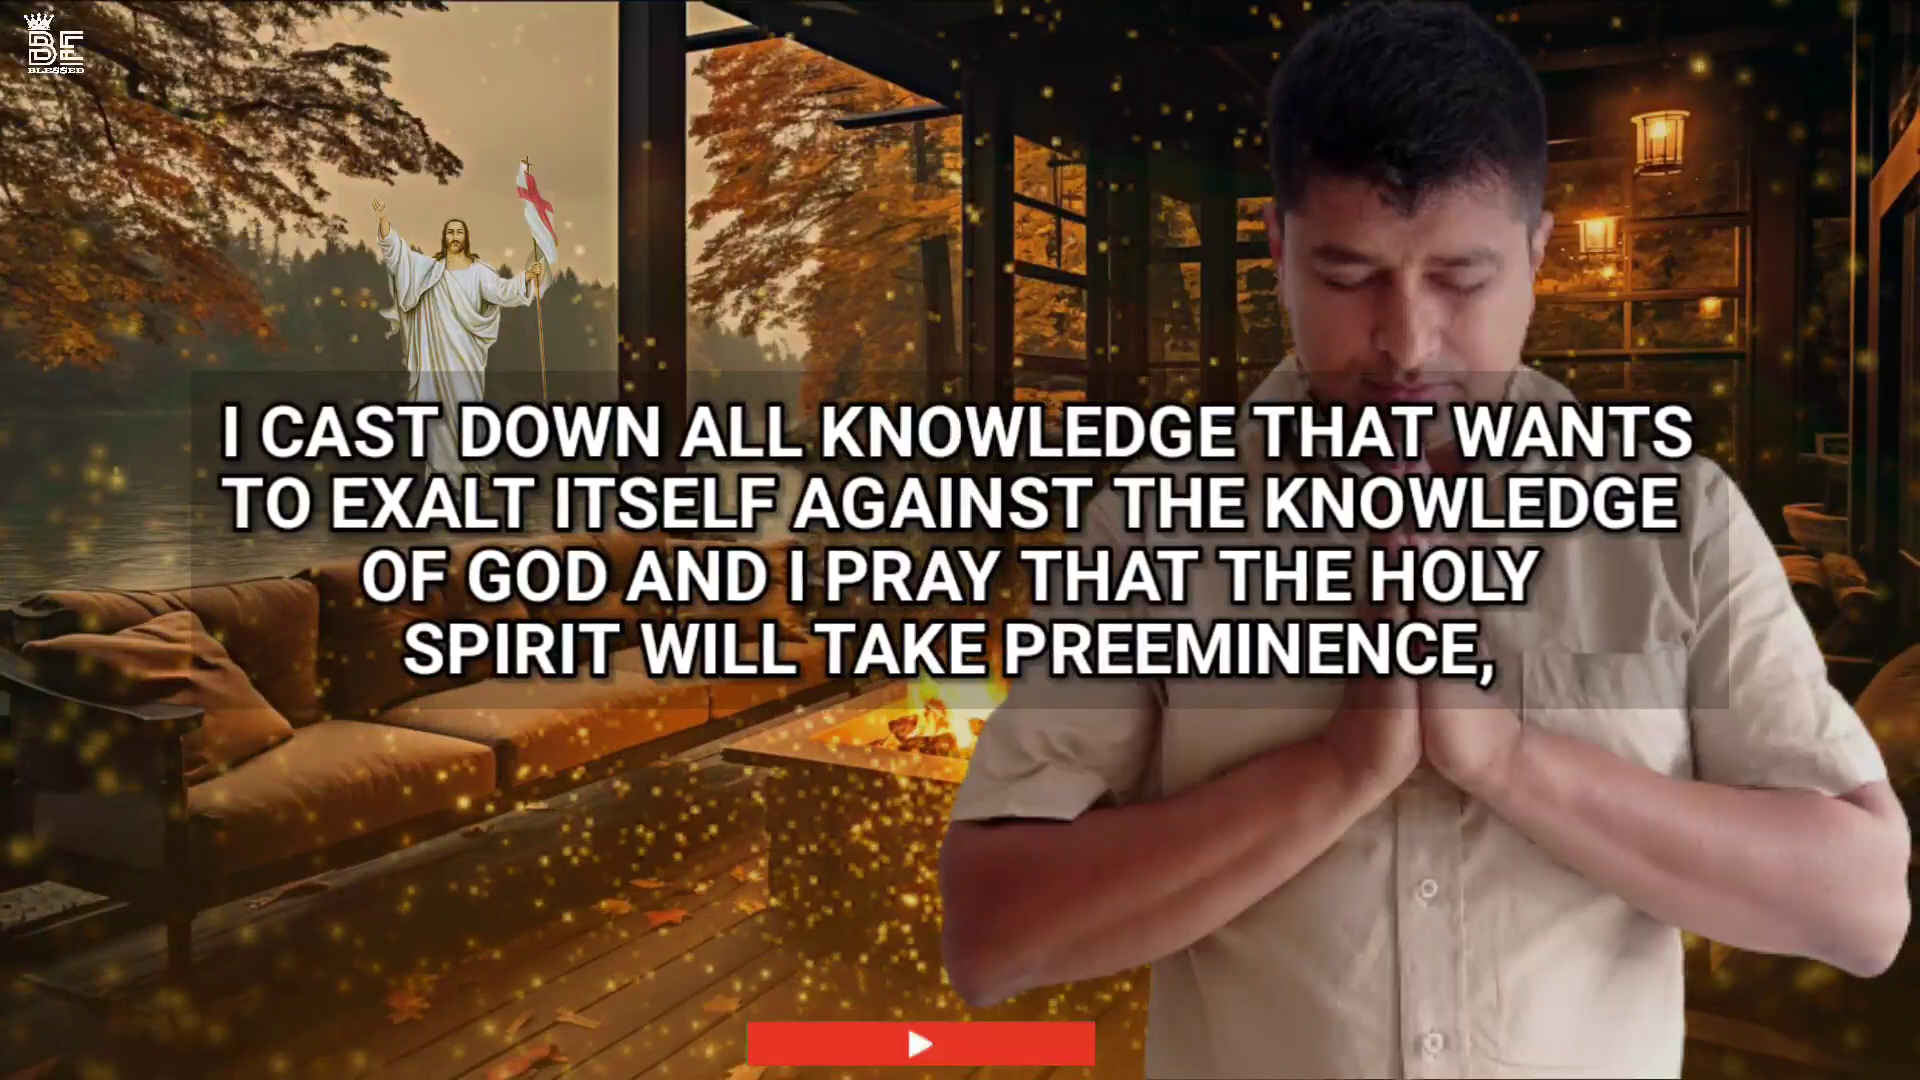 BE
BLESSED
I CAST DOWN ALL KNOWLEDGE THAT WANTS
TO EXALT ITSELF AGAINST THE KNOWLEDGE
OF GOD AND I PRAY THAT THE HOLY
SPIRIT WILL TAKE PREEMINENCE,